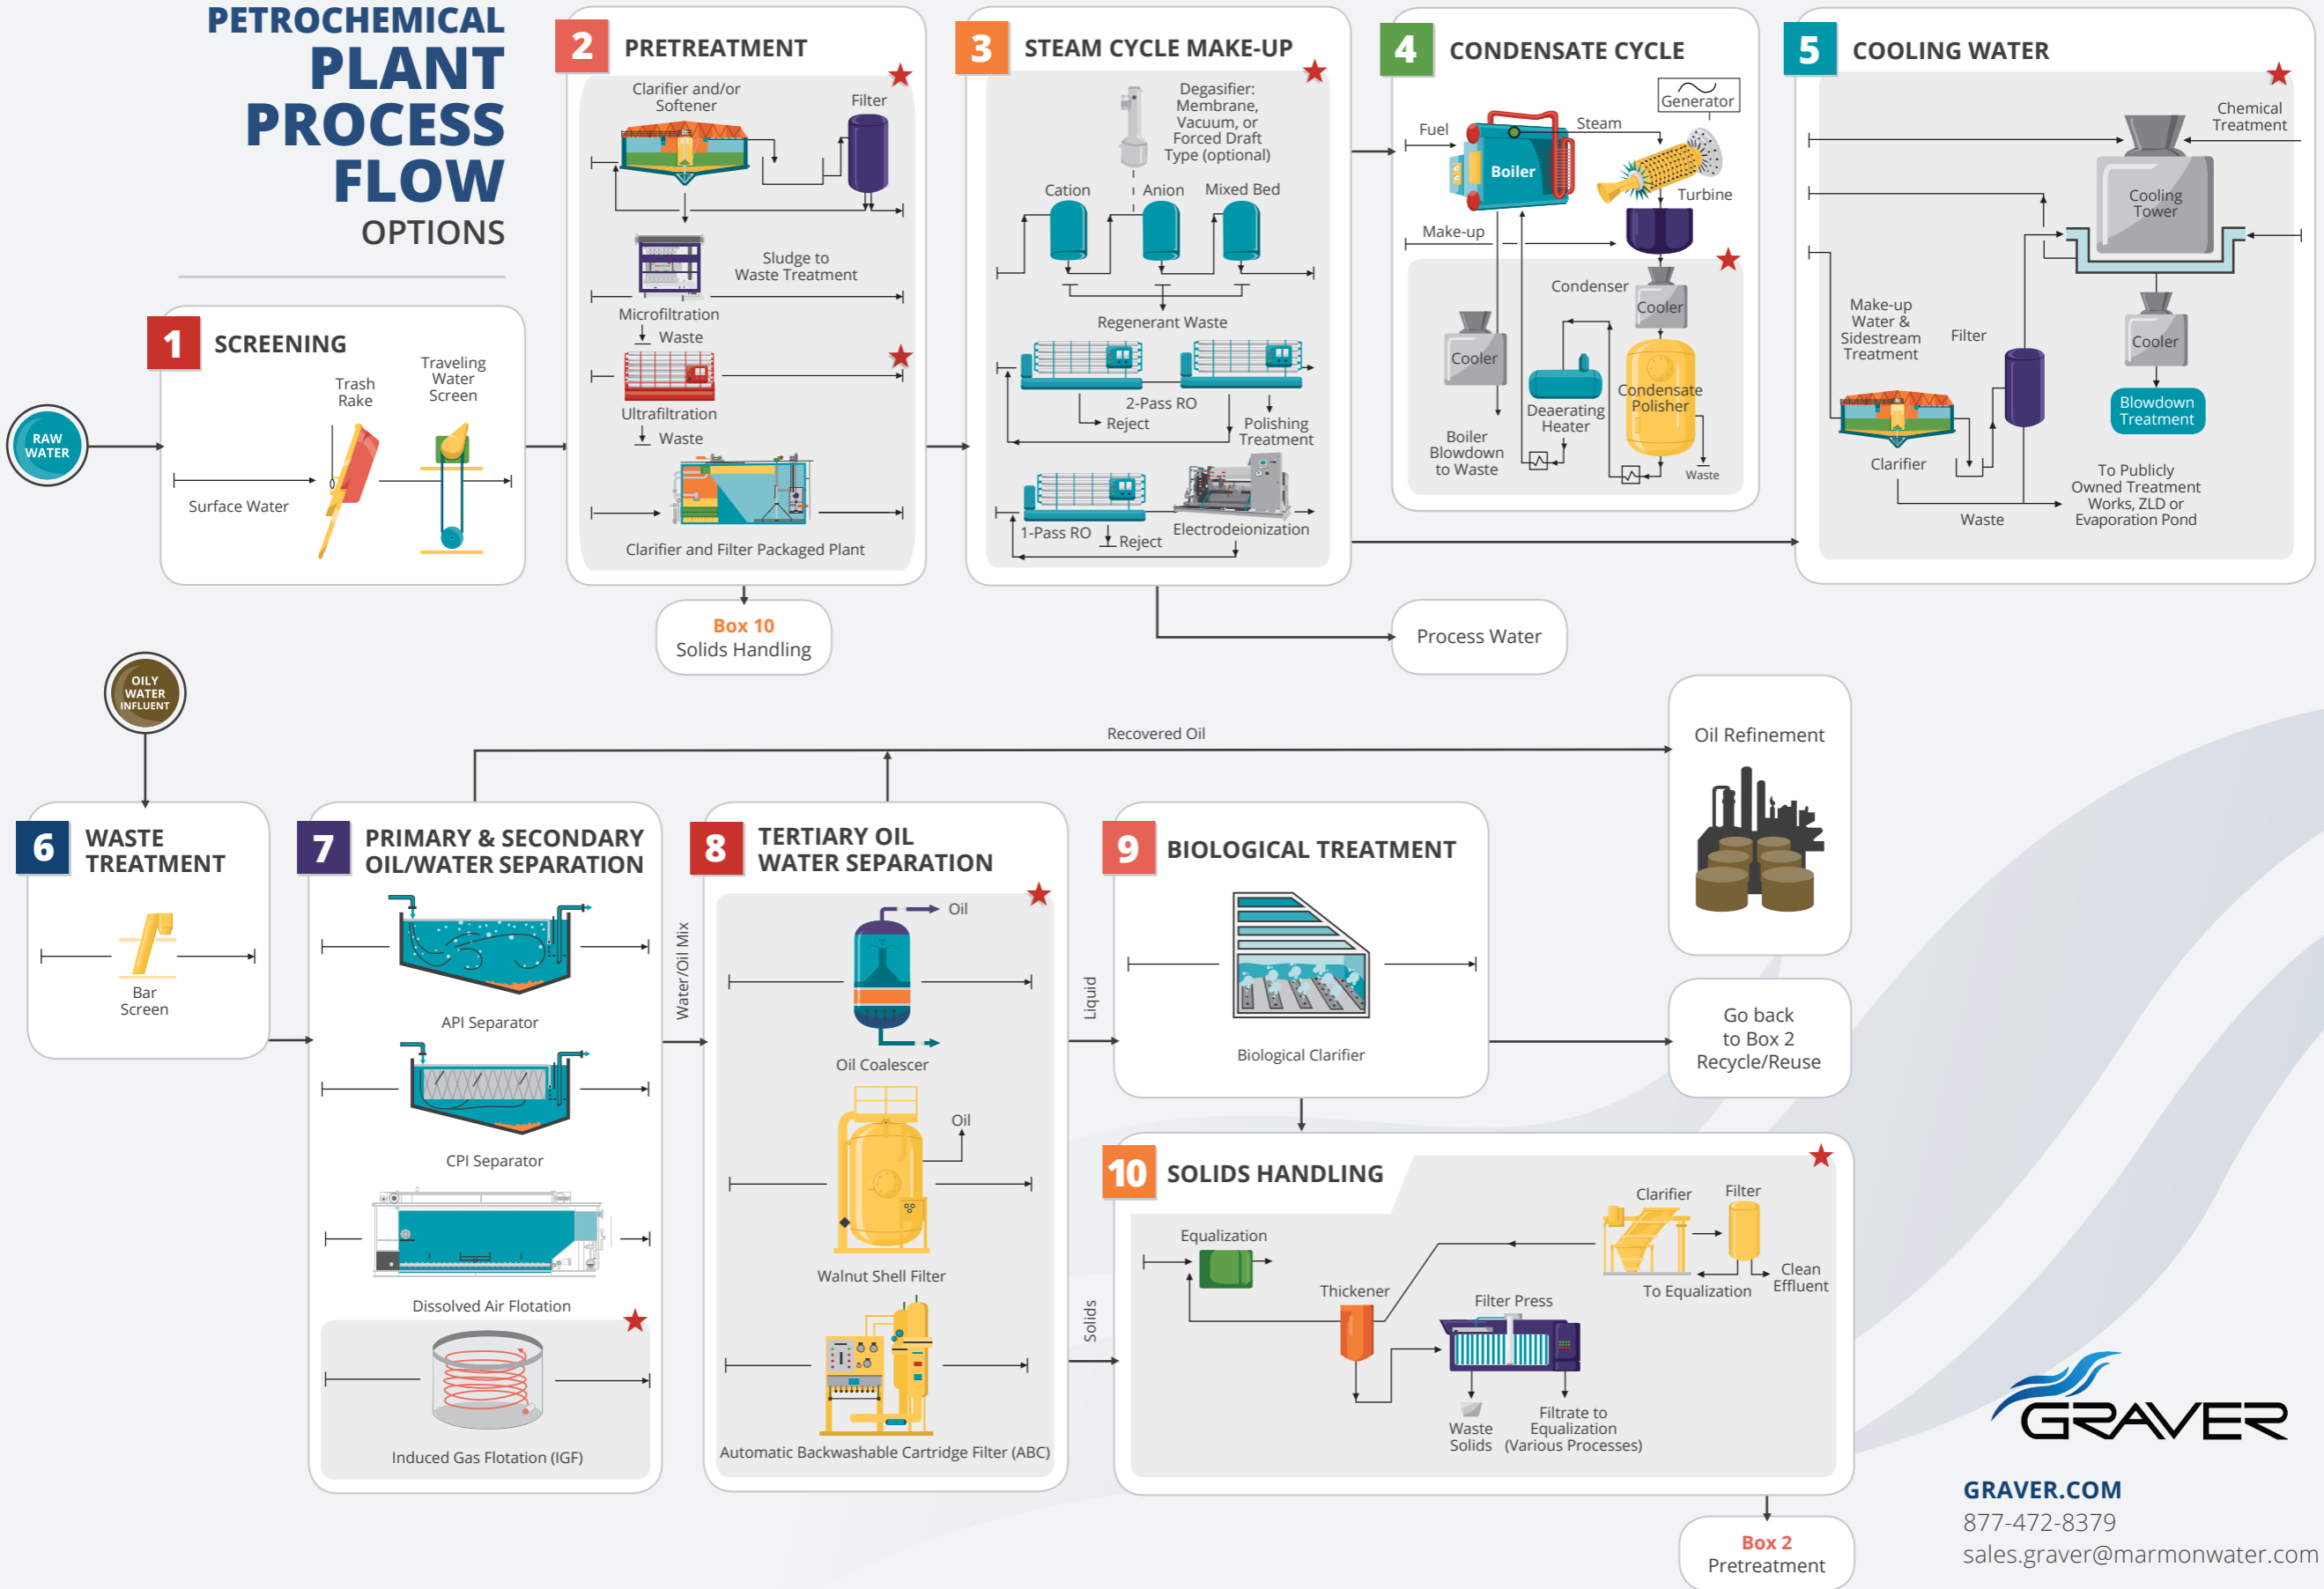 PETROCHEMICAL
PLANT
PROCESS
FLOW
OPTIONS
RAW
WATER
1
SCREENING
Trash
Rake
Traveling
Water
Screen
Surface Water
2
PRETREATMENT
Clarifier and/or
Softener
Filter
Sludge to
Waste Treatment
Microfiltration
Waste
Ultrafiltration
Waste
Clarifier and Filter Packaged Plant
Box 10
Solids Handling
3
STEAM CYCLE MAKE-UP
Degasifier:
Membrane,
Vacuum, or
Forced Draft
Type (optional)
Cation
Anion
Mixed Bed
Regenerant Waste
2-Pass RO
Reject
Polishing
Treatment
1-Pass RO
Reject
Electrodeionization
Process Water
4
CONDENSATE CYCLE
Generator
Fuel
Steam
Boiler
Turbine
Make-up
Condenser
Cooler
Cooler
Condensate
Polisher
Deaerating
Heater
Boiler
Blowdown
to Waste
Waste
5
COOLING WATER
Chemical
Treatment
Cooling
Tower
Make-up
Water &
Sidestream
Treatment
Filter
Cooler
Blowdown
Treatment
Clarifier
Waste
To Publicly
Owned Treatment
Works, ZLD or
Evaporation Pond
OILY
WATER
INFLUENT
Recovered Oil
Oil Refinement
6
WASTE
TREATMENT
Bar
Screen
7
PRIMARY & SECONDARY
OIL/WATER SEPARATION
API Separator
CPI Separator
Dissolved Air Flotation
Induced Gas Flotation (IGF)
Water/Oil Mix
8
TERTIARY OIL
WATER SEPARATION
Oil
Oil Coalescer
Oil
Walnut Shell Filter
Automatic Backwashable Cartridge Filter (ABC)
Liquid
Solids
9
BIOLOGICAL TREATMENT
Biological Clarifier
Go back
to Box 2
Recycle/Reuse
10
SOLIDS HANDLING
Equalization
Thickener
Clarifier
Filter
To Equalization
Clean
Effluent
Filter Press
Waste
Solids
Filtrate to
Equalization
(Various Processes)
Box 2
Pretreatment
GRAVER
GRAVER.COM
877-472-8379
sales.graver@marmonwater.com